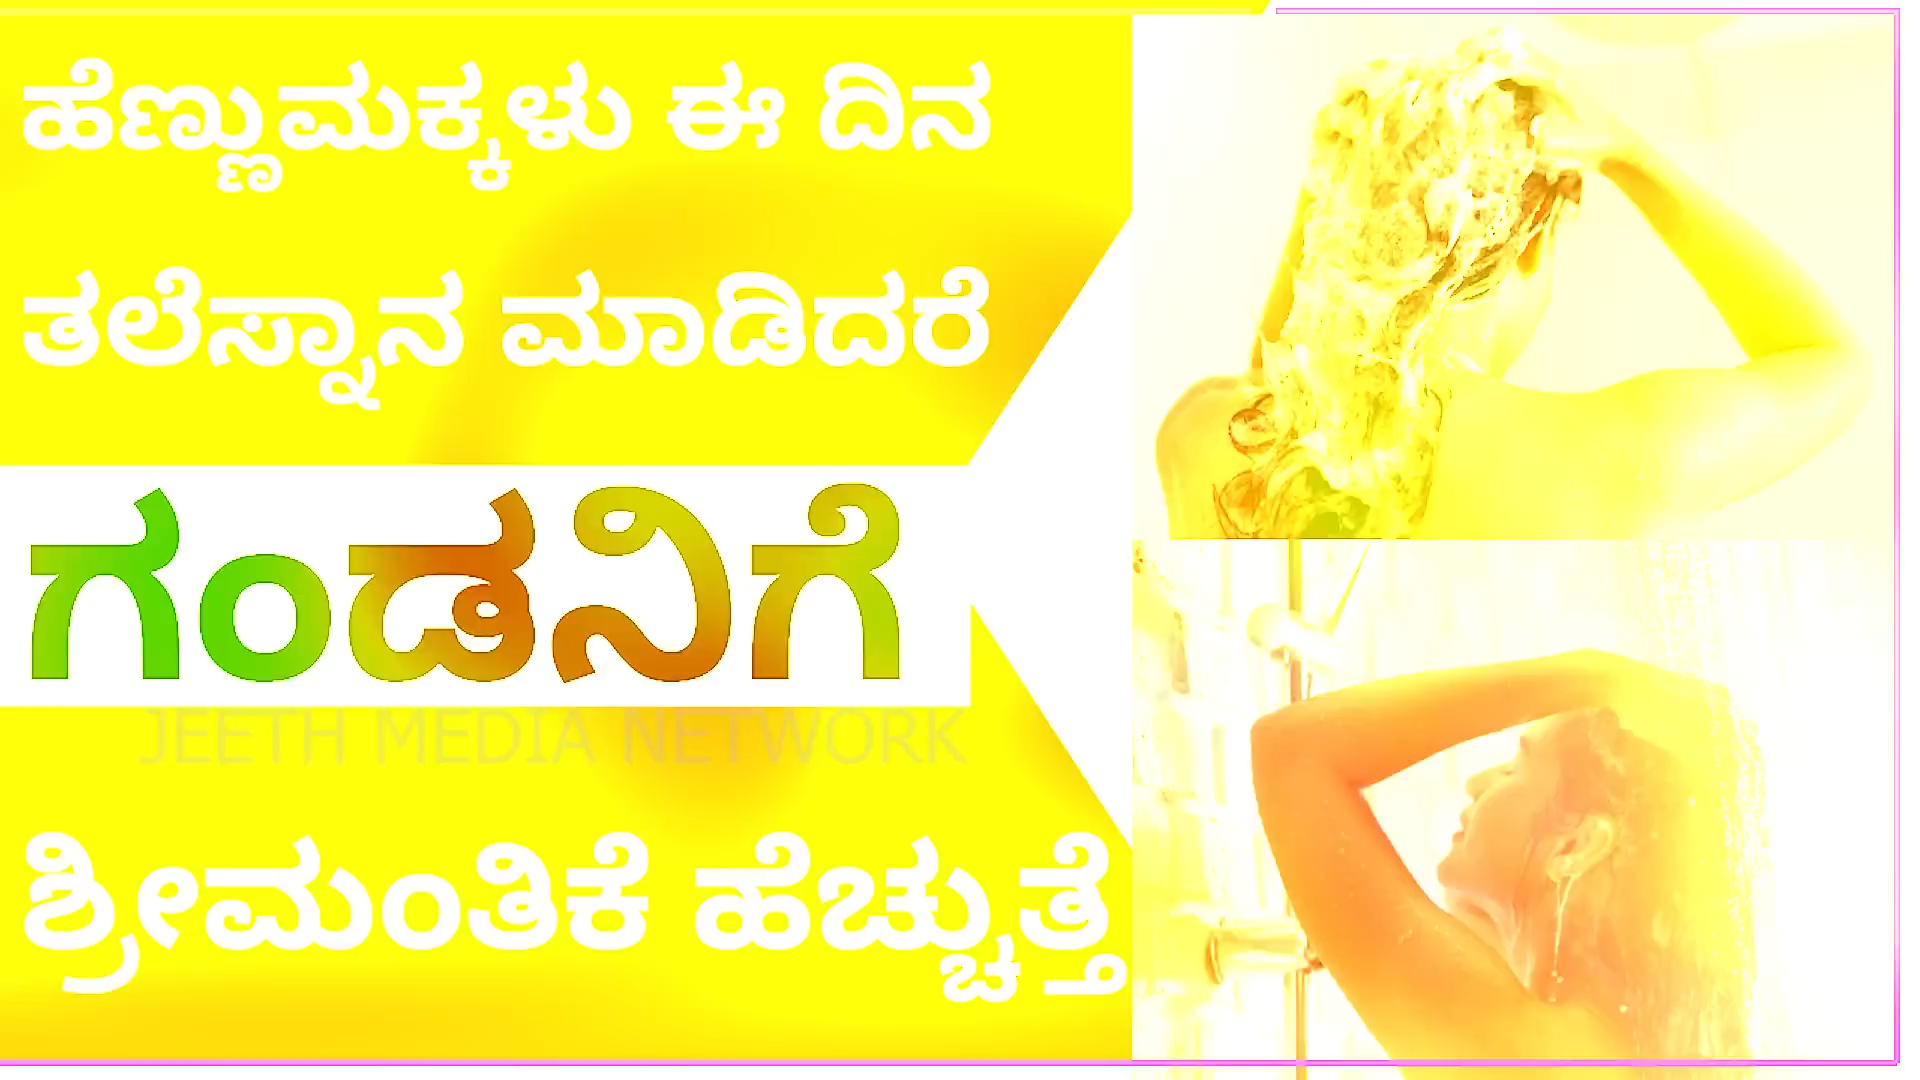 ಹೆಣ್ಣುಮಕ್ಕಳು ಈ ದಿನ
ತಲೆಸ್ನಾನ ಮಾಡಿದರೆ
ಗಂಡನಿಗೆ
JEETH MEDIA NETWORK
ಶ್ರೀಮಂತಿಕೆ ಹೆಚ್ಚುತ್ತೆ